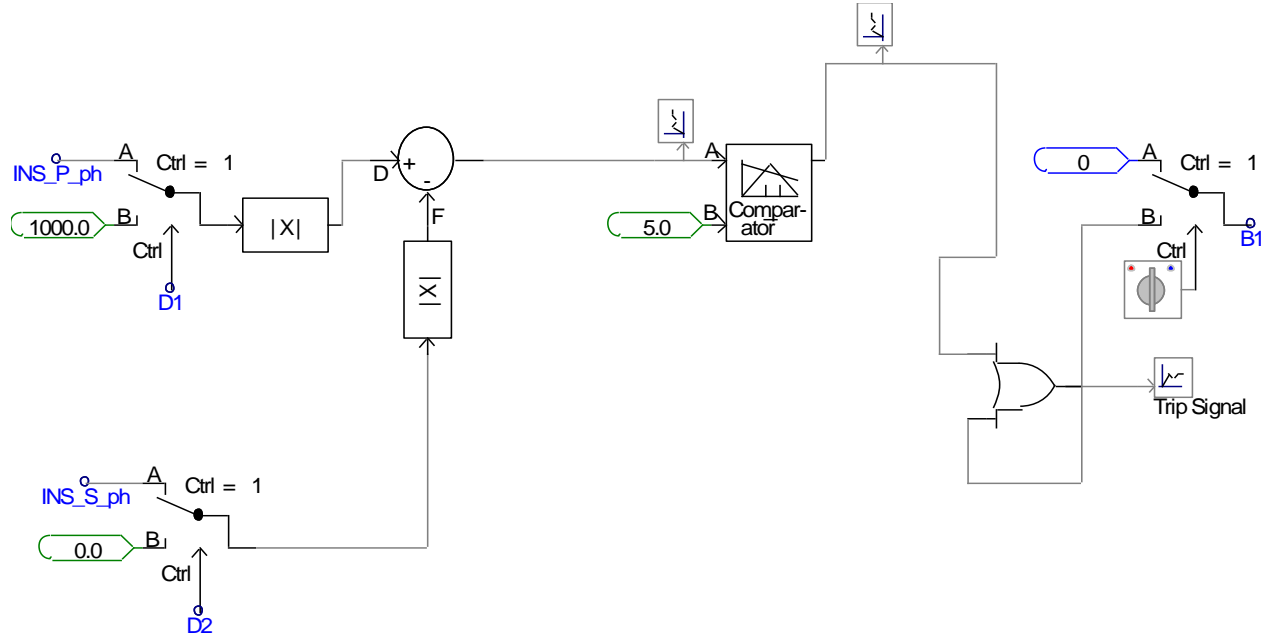 A
Ctrl = 1
INS_P_ph
B
1000.0
Ctrl
D1
|X|
D
+
-
F
|X|
A
B
5.0
Compar-
ator
0
A
Ctrl = 1
B
B1
Ctrl
Trip Signal
A
Ctrl = 1
INS_S_ph
B
0.0
Ctrl
D2